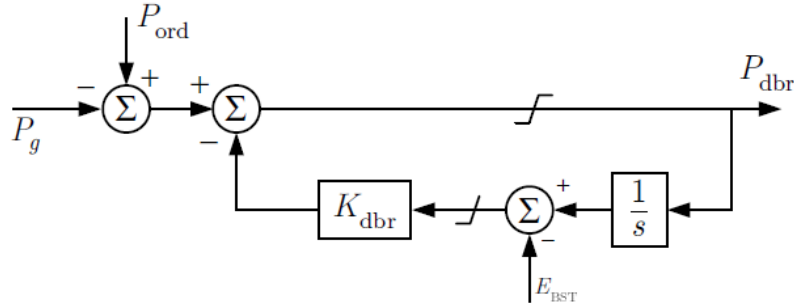 P_ord
− + + P_dbr
Σ Σ
P_g −
K_dbr Σ + 1/s
−
E_BST